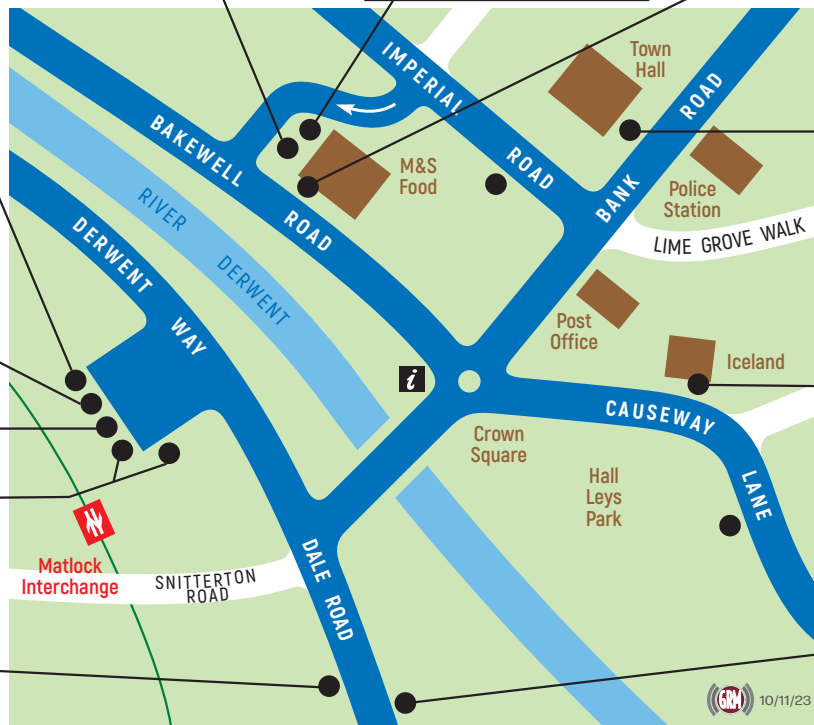 IMPERIAL
ROAD
Town
Hall
ROAD
BANK
BAKEWELL
ROAD
M&S
Food
Police
Station
LIME GROVE WALK
RIVER
DERWENT
DERWENT
WAY
Post
Office
i
Iceland
CAUSEWAY
LANE
Crown
Square
Hall
Leys
Park
Matlock
Interchange
SNITTERTON
ROAD
DALE ROAD
GRM
10/11/23